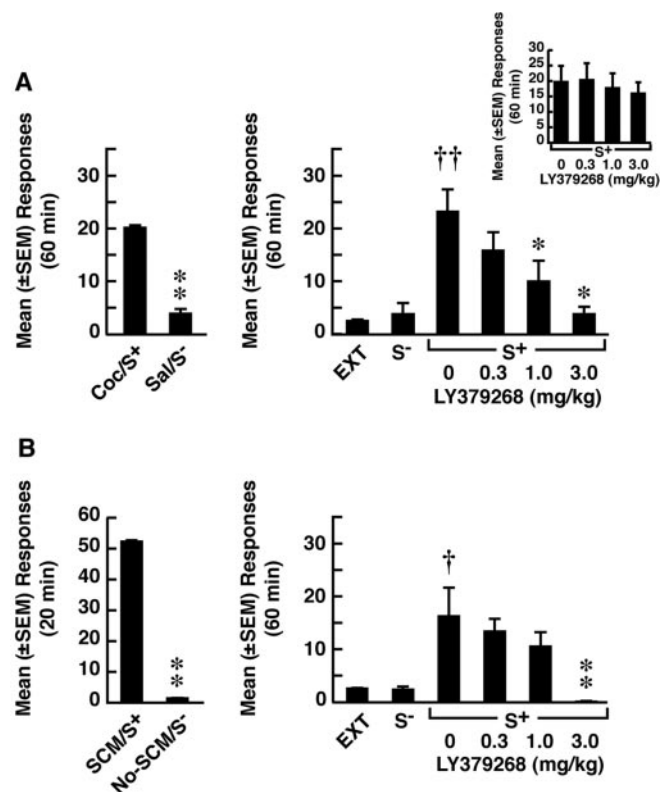 A
Mean (±SEM) Responses
(60 min)
30
20
10
0
**
Coc/S+
Sal/S-
Mean (±SEM) Responses
(60 min)
30
20
10
0
††
*
*
EXT
S-
S+
0 0.3 1.0 3.0
LY379268 (mg/kg)
Mean (±SEM) Responses
(60 min)
30
25
20
15
10
5
0
S+
0 0.3 1.0 3.0
LY379268 (mg/kg)
B
Mean (±SEM) Responses
(20 min)
60
50
40
30
20
10
0
**
SCM/S+
No-SCM/S-
Mean (±SEM) Responses
(60 min)
30
20
10
0
†
**
EXT
S-
S+
0 0.3 1.0 3.0
LY379268 (mg/kg)